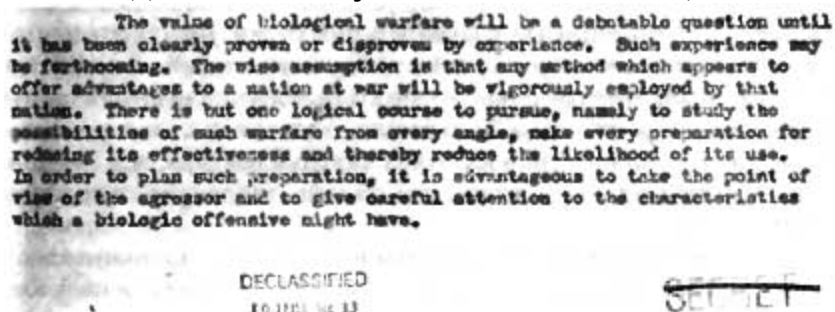 The value of biological warfare will be a debatable question until
it has been clearly proven or disproven by experience. Such experience may
be forthcoming. The wise assumption is that any method which appears to
offer advantages to a nation at war will be vigorously employed by that
nation. There is but one logical course to pursue, namely to study the
possibilities of such warfare from every angle, make every preparation for
reducing its effectiveness and thereby reduce the likelihood of its use.
In order to plan such preparation, it is advantageous to take the point of
view of the agressor and to give careful attention to the characteristics
which a biologic offensive might have.
DECLASSIFIED
SECRET